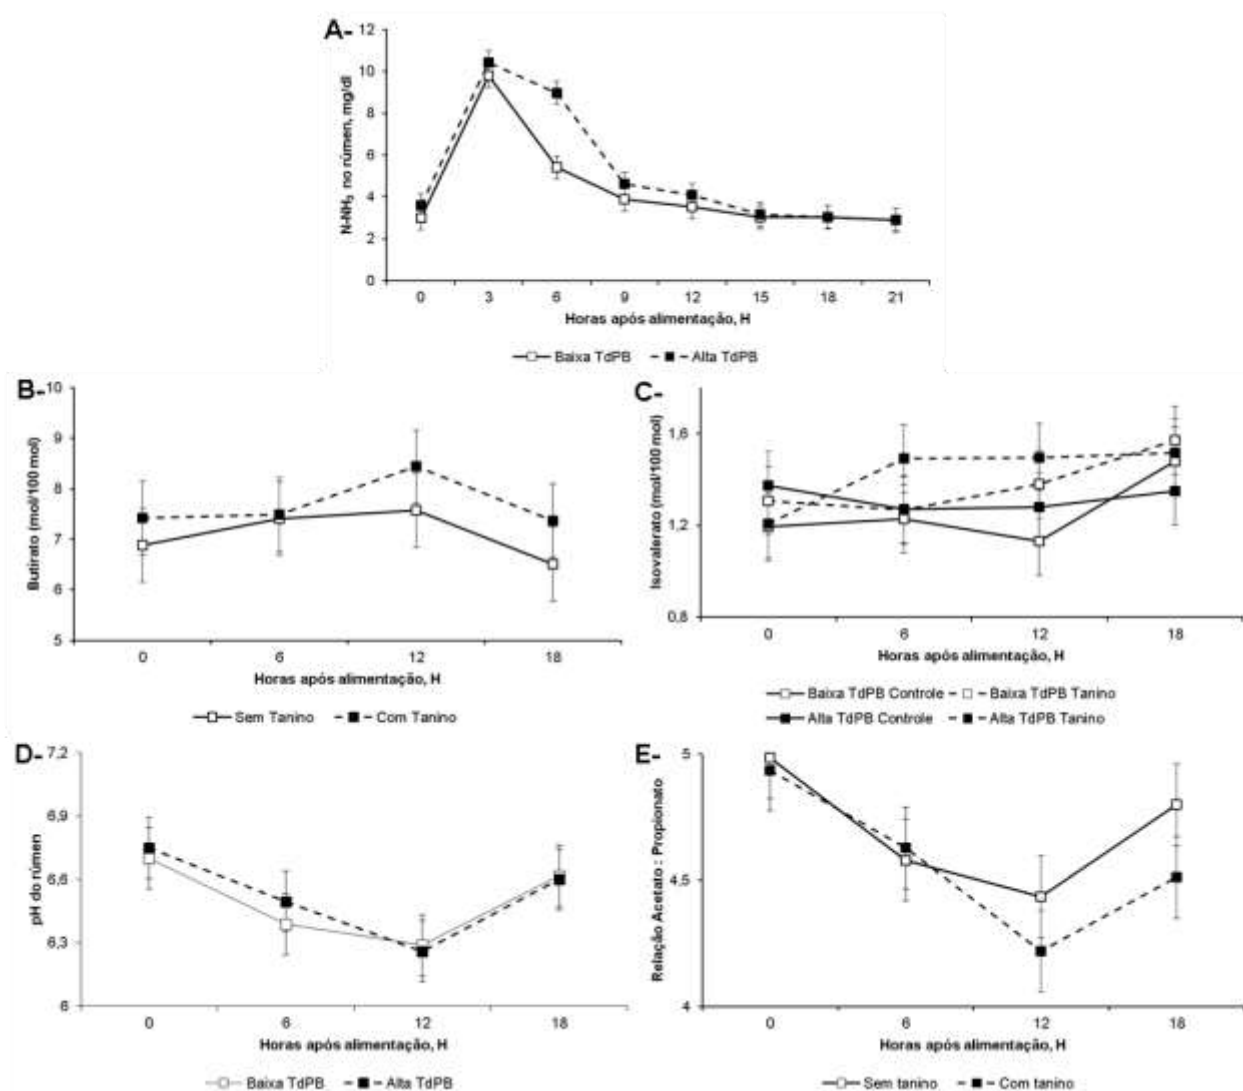 A-
12
10
8
6
4
2
0
N-NH₃ no rúmen, mg/dl
0 3 6 9 12 15 18 21
Horas após alimentação, H
Baixa TdPB Alta TdPB
B-
10
9
8
7
6
5
Butirato (mol/100 mol)
0 6 12 18
Horas após alimentação, H
Sem Tanino Com Tanino
C-
1,6
1,2
0,8
Isovalerato (mol/100 mol)
0 6 12 18
Horas após alimentação, H
Baixa TdPB Controle Baixa TdPB Tanino
Alta TdPB Controle Alta TdPB Tanino
D-
7,2
6,9
6,6
6,3
6
pH do rúmen
0 6 12 18
Horas após alimentação, H
Baixa TdPB Alta TdPB
E-
5
4,5
4
Relação Acetato : Propionato
0 6 12 18
Horas após alimentação, H
Sem tanino Com tanino